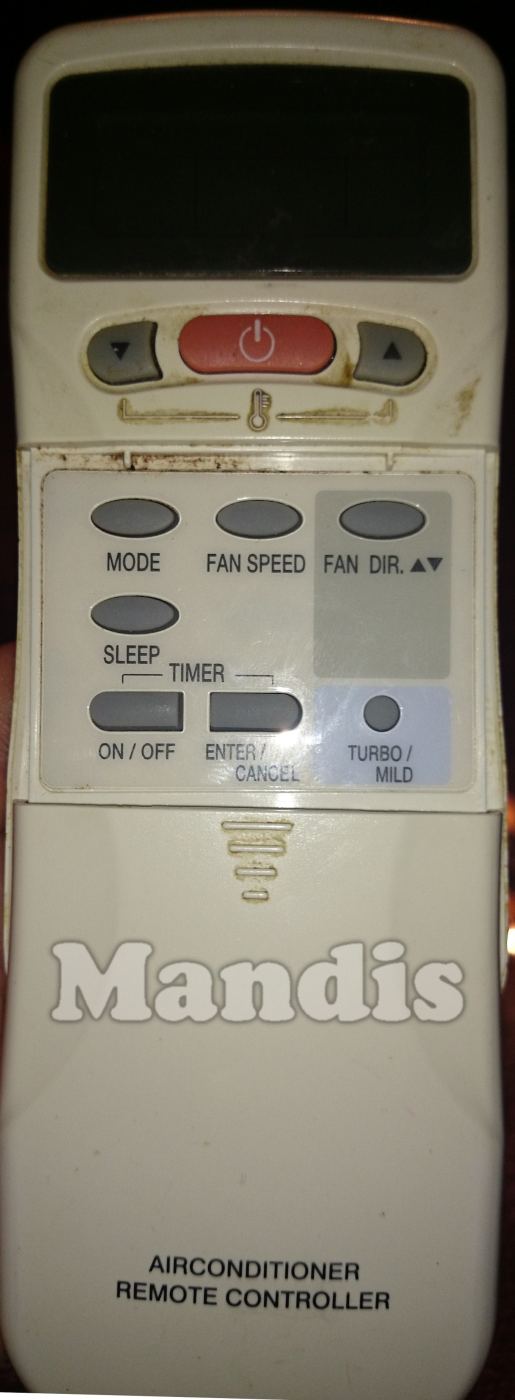 MODE FAN SPEED FAN DIR. ▲▼
SLEEP
TIMER
ON / OFF ENTER / CANCEL TURBO / MILD
Mandis
AIRCONDITIONER
REMOTE CONTROLLER